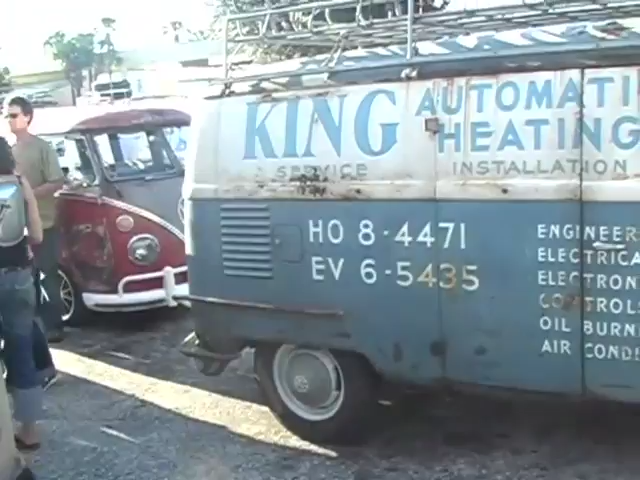 KING
AUTOMATI
HEATING
SERVICE
INSTALLATION
HO 8-4471
EV 6-5435
ENGINEER
ELECTRICA
ELECTRON
CONTROLS
OIL BURN
AIR CONDI